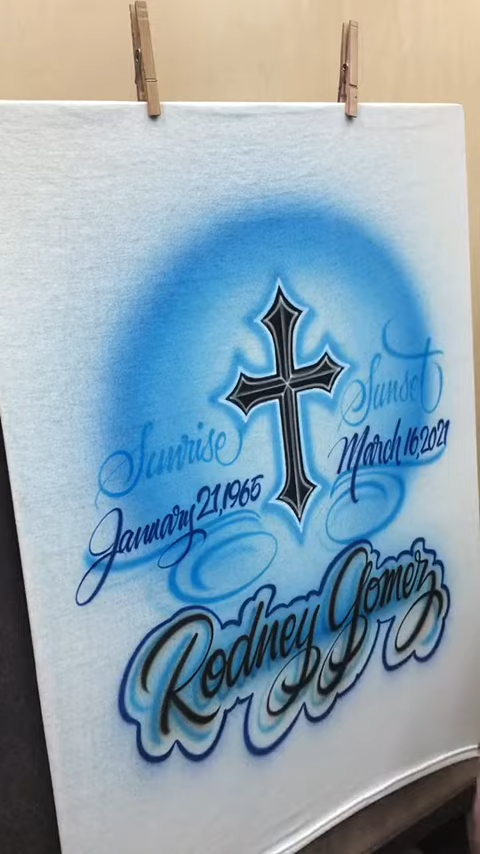 Sunrise
January 21, 1965
Sunset
March 16, 2021
Rodney Gomez